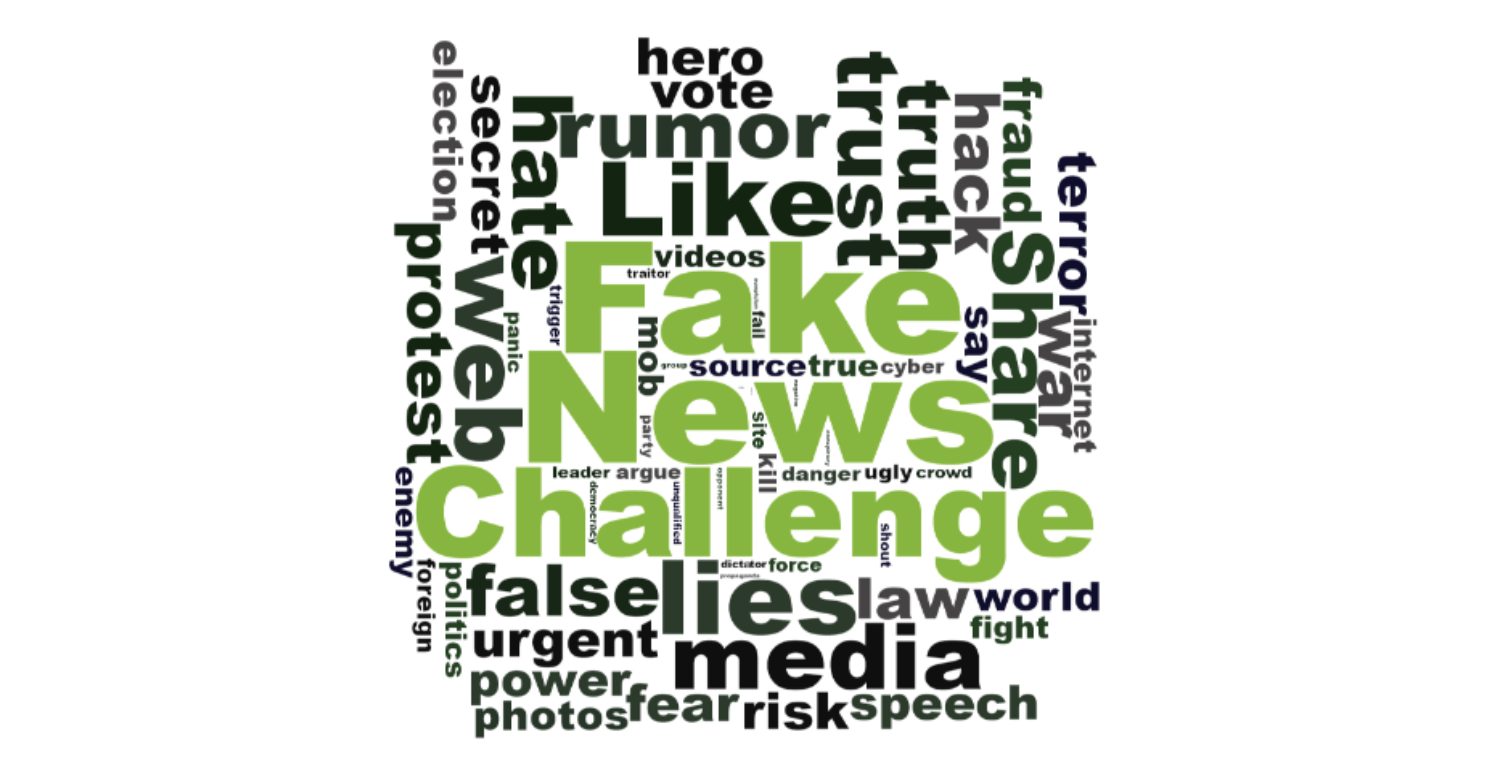 election
secret
hate
hero
vote
rumor
Like
trust
truth
hack
fraud
terror
Share
war
internet
say
protest
web
panic
trigger
Fake
videos
traitor
fail
mob
group
source
true
cyber
News
party
site
kill
leader
argue
danger
ugly
crowd
Challenge
democracy
unqualified
opponent
shout
enemy
foreign
politics
false
lies
dictator
force
propaganda
law
world
fight
urgent
media
power
photos
fear
risk
speech